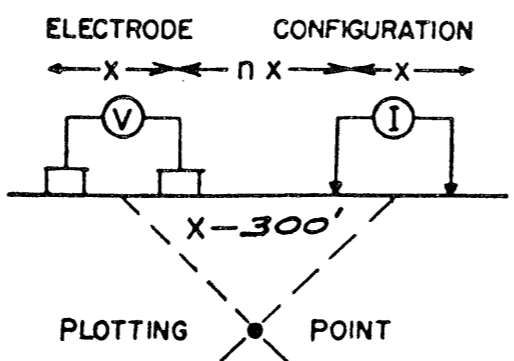 ELECTRODE CONFIGURATION
X n X X
V I
X-300'
PLOTTING POINT